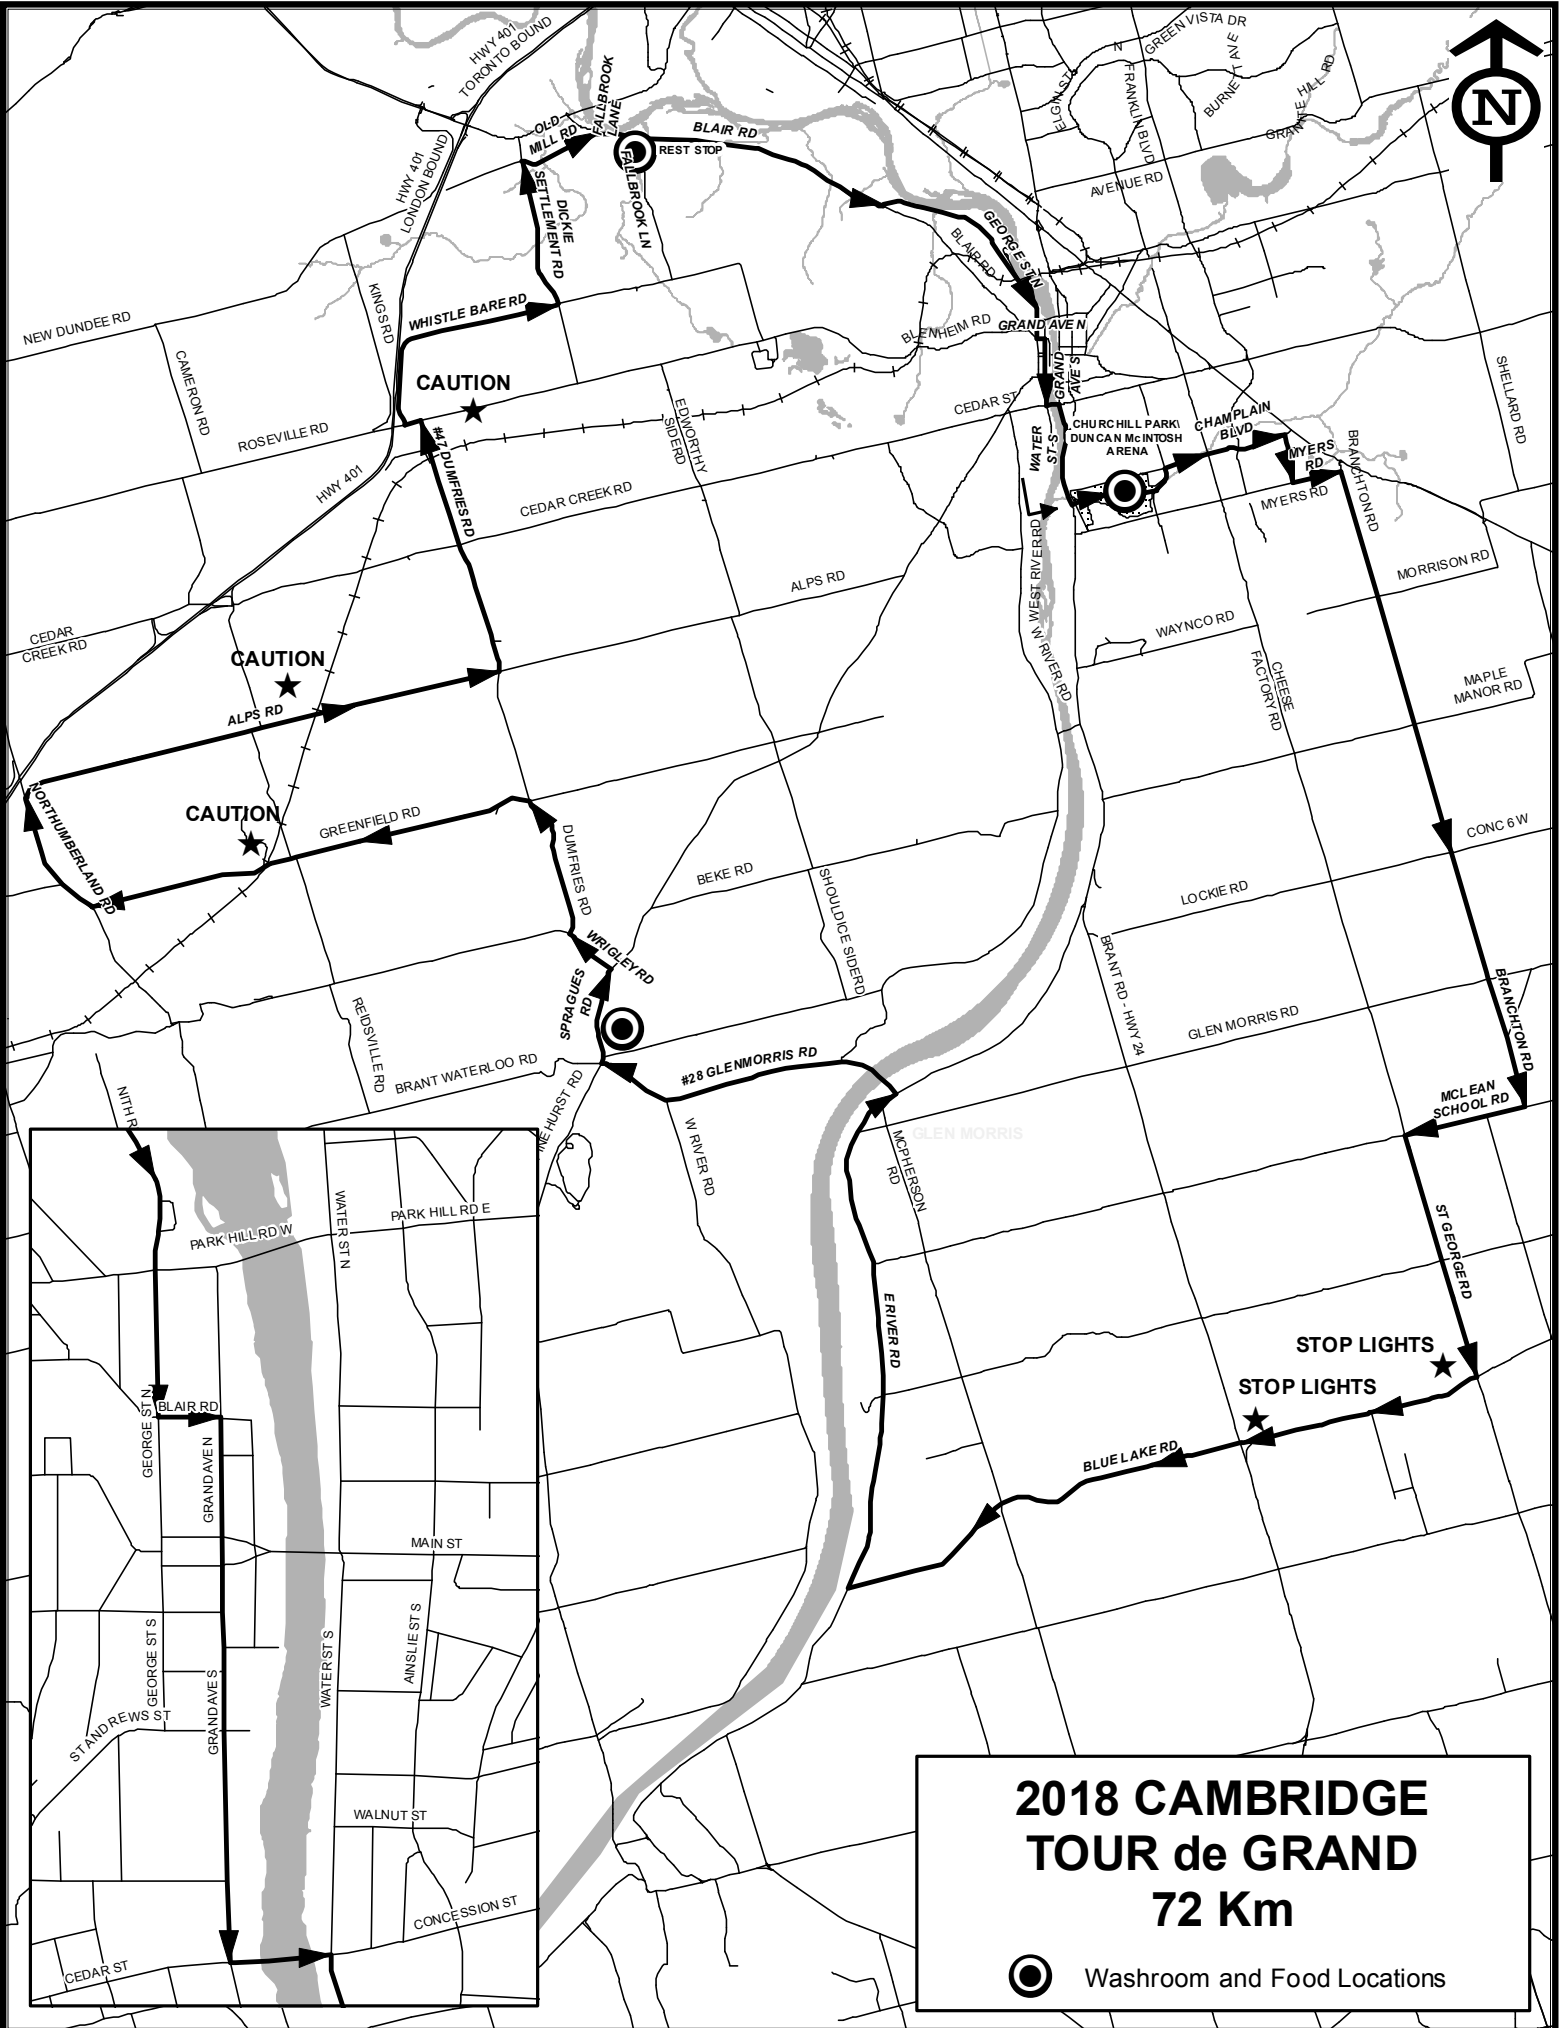 HWY 401
TORONTO BOUND
HWY 401
LONDON BOUND
OLD
MILL RD
FALLBROOK
LANE
BLAIR RD
REST STOP
FALLBROOK LN
DICKIE
SETTLEMENT RD
ELGIN ST
N
GREEN VISTA DR
FRANKLIN BLVD
BURNETT AVE
GRANITE HILL RD
AVENUE RD
N
NEW DUNDEE RD
KINGS RD
WHISTLE BARE RD
CAMERON RD
ROSEVILLE RD
CAUTION
#47 DUMFRIES RD
HWY 401
EDWORTHY
SIDERD
CEDAR CREEK RD
BLAIR RD
GEORGE ST N
BLENHEIM RD
GRAND AVE N
GRAND
AVE S
CEDAR ST
WATER
ST-S
CHURCHILL PARK\
DUNCAN McINTOSH
ARENA
CHAMPLAIN
BLVD
MYERS
RD
MYERS RD
BRANCHTON RD
SHELLARD RD
MORRISON RD
ALPS RD
W WEST RIVER RD
W RIVER RD
WAYNCO RD
CHEESE
FACTORY RD
MAPLE
MANOR RD
CEDAR
CREEK RD
CAUTION
ALPS RD
NORTHUMBERLAND RD
CAUTION
GREENFIELD RD
DUMFRIES RD
BEKE RD
SHOULDICE SIDERD
CONC 6 W
LOCKIE RD
WRIGLEY RD
SPRAGUES
RD
BRANT RD - HWY 24
GLEN MORRIS RD
BRANCHTON RD
REIDSVILLE RD
BRANT WATERLOO RD
#28 GLENMORRIS RD
MCLEAN
SCHOOL RD
NITH R
INEHURST RD
W RIVER RD
MCPHERSON
RD
GLEN MORRIS
ST GEORGE RD
E RIVER RD
STOP LIGHTS
STOP LIGHTS
BLUE LAKE RD
PARK HILL RD W
WATER ST N
PARK HILL RD E
GEORGE ST N
BLAIR RD
GRAND AVE N
MAIN ST
GEORGE ST S
GRAND AVE S
WATER ST S
AINSLIE ST S
ST ANDREWS ST
WALNUT ST
CONCESSION ST
CEDAR ST
2018 CAMBRIDGE
TOUR de GRAND
72 Km
Washroom and Food Locations